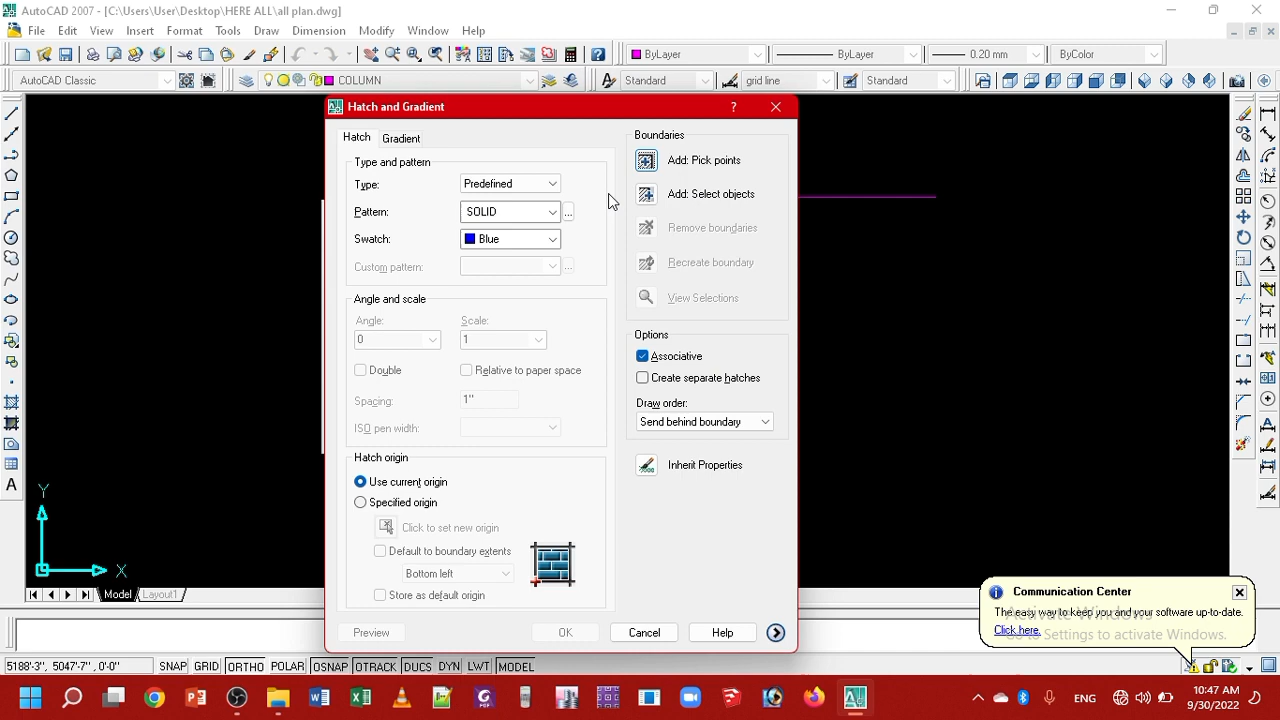 AutoCAD 2007 - [C:\Users\User\Desktop\HERE ALL\all plan.dwg]
File Edit View Insert Format Tools Draw Dimension Modify Window Help
ByLayer ByLayer 0.20 mm ByColor
AutoCAD Classic COLUMN Standard grid line Standard
Hatch and Gradient ?
Hatch Gradient
Type and pattern
Type: Predefined
Pattern: SOLID ...
Swatch: Blue
Custom pattern: ...
Angle and scale
Angle: Scale:
0 1
Double Relative to paper space
Spacing: 1"
ISO pen width:
Hatch origin
Use current origin
Specified origin
Click to set new origin
Default to boundary extents
Bottom left
Store as default origin
Boundaries
Add: Pick points
Add: Select objects
Remove boundaries
Recreate boundary
View Selections
Options
Associative
Create separate hatches
Draw order:
Send behind boundary
Inherit Properties
Preview OK Cancel Help
Y
X
Model Layout1
Communication Center
The easy way to keep you and your software up-to-date.
Click here.
Activate Windows
Go to Settings to activate Windows.
5188'-3", 5047'-7" , 0'-0" SNAP GRID ORTHO POLAR OSNAP OTRACK DUCS DYN LWT MODEL
ENG 10:47 AM
9/30/2022